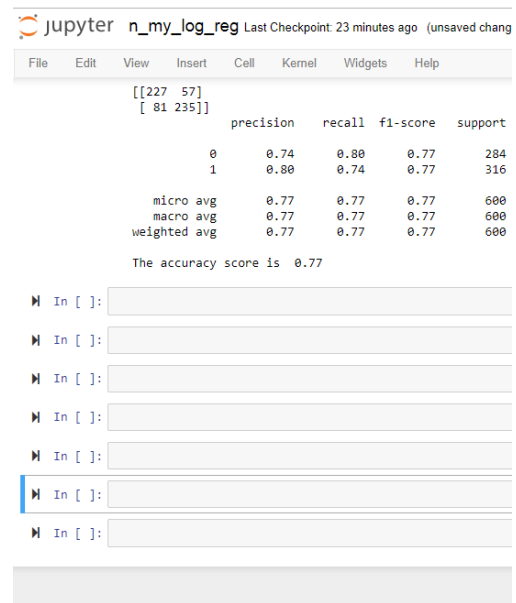 jupyter n_my_log_reg Last Checkpoint: 23 minutes ago (unsaved chang
File Edit View Insert Cell Kernel Widgets Help
[[227 57]
[ 81 235]]
precision recall f1-score support
0 0.74 0.80 0.77 284
1 0.80 0.74 0.77 316
micro avg 0.77 0.77 0.77 600
macro avg 0.77 0.77 0.77 600
weighted avg 0.77 0.77 0.77 600
The accuracy score is 0.77
In [ ]:
In [ ]:
In [ ]:
In [ ]:
In [ ]:
In [ ]:
In [ ]: